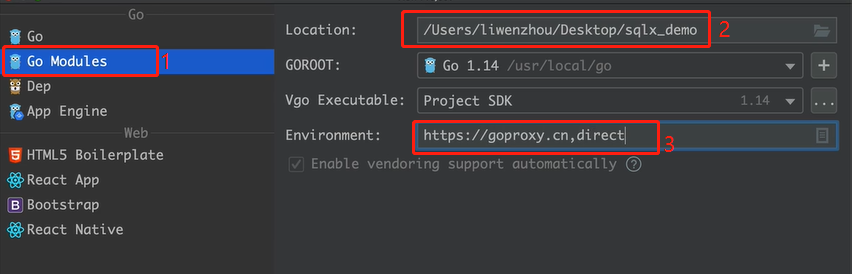 Go
Go
Go Modules
1
Dep
App Engine
Web
HTML5 Boilerplate
React App
Bootstrap
React Native
Location: /Users/liwenzhou/Desktop/sqlx_demo 2
GOROOT: Go 1.14 /usr/local/go
Vgo Executable: Project SDK 1.14 ...
Environment: https://goproxy.cn,direct 3
Enable vendoring support automatically ?